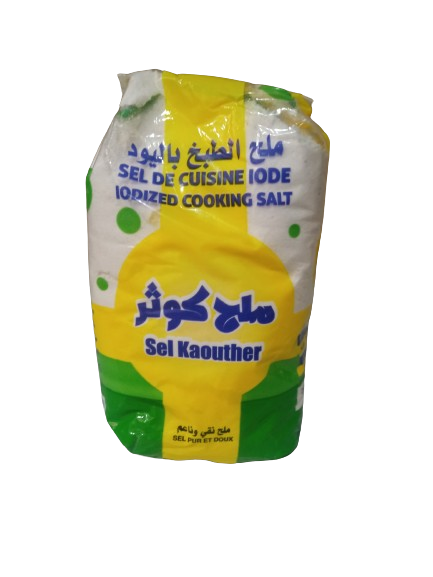 ملح الطبخ باليود
SEL DE CUISINE IODE
IODIZED COOKING SALT
ملح كوثر
Sel Kaouther
ملح نقي وناعم
SEL PUR ET DOUX